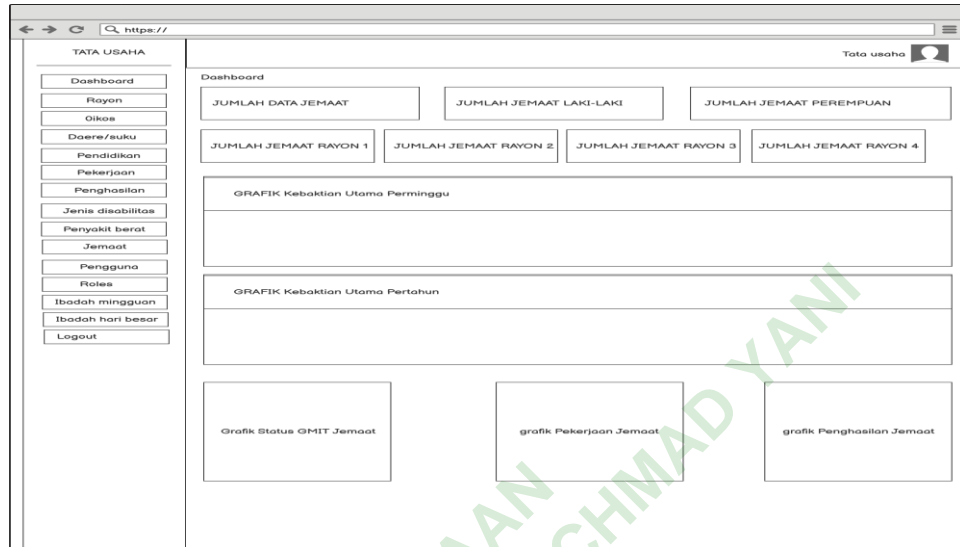 https://
TATA USAHA
Tata usaha
Dashboard
Rayon
Oikos
Daere/suku
Pendidikan
Pekerjaan
Penghasilan
Jenis disabilitas
Penyakit berat
Jemaat
Pengguna
Roles
Ibadah mingguan
Ibadah hari besar
Logout
Dashboard
JUMLAH DATA JEMAAT
JUMLAH JEMAAT LAKI-LAKI
JUMLAH JEMAAT PEREMPUAN
JUMLAH JEMAAT RAYON 1
JUMLAH JEMAAT RAYON 2
JUMLAH JEMAAT RAYON 3
JUMLAH JEMAAT RAYON 4
GRAFIK Kebaktian Utama Perminggu
GRAFIK Kebaktian Utama Pertahun
Grafik Status GMIT Jemaat
grafik Pekerjaan Jemaat
grafik Penghasilan Jemaat
CHMAD YANI